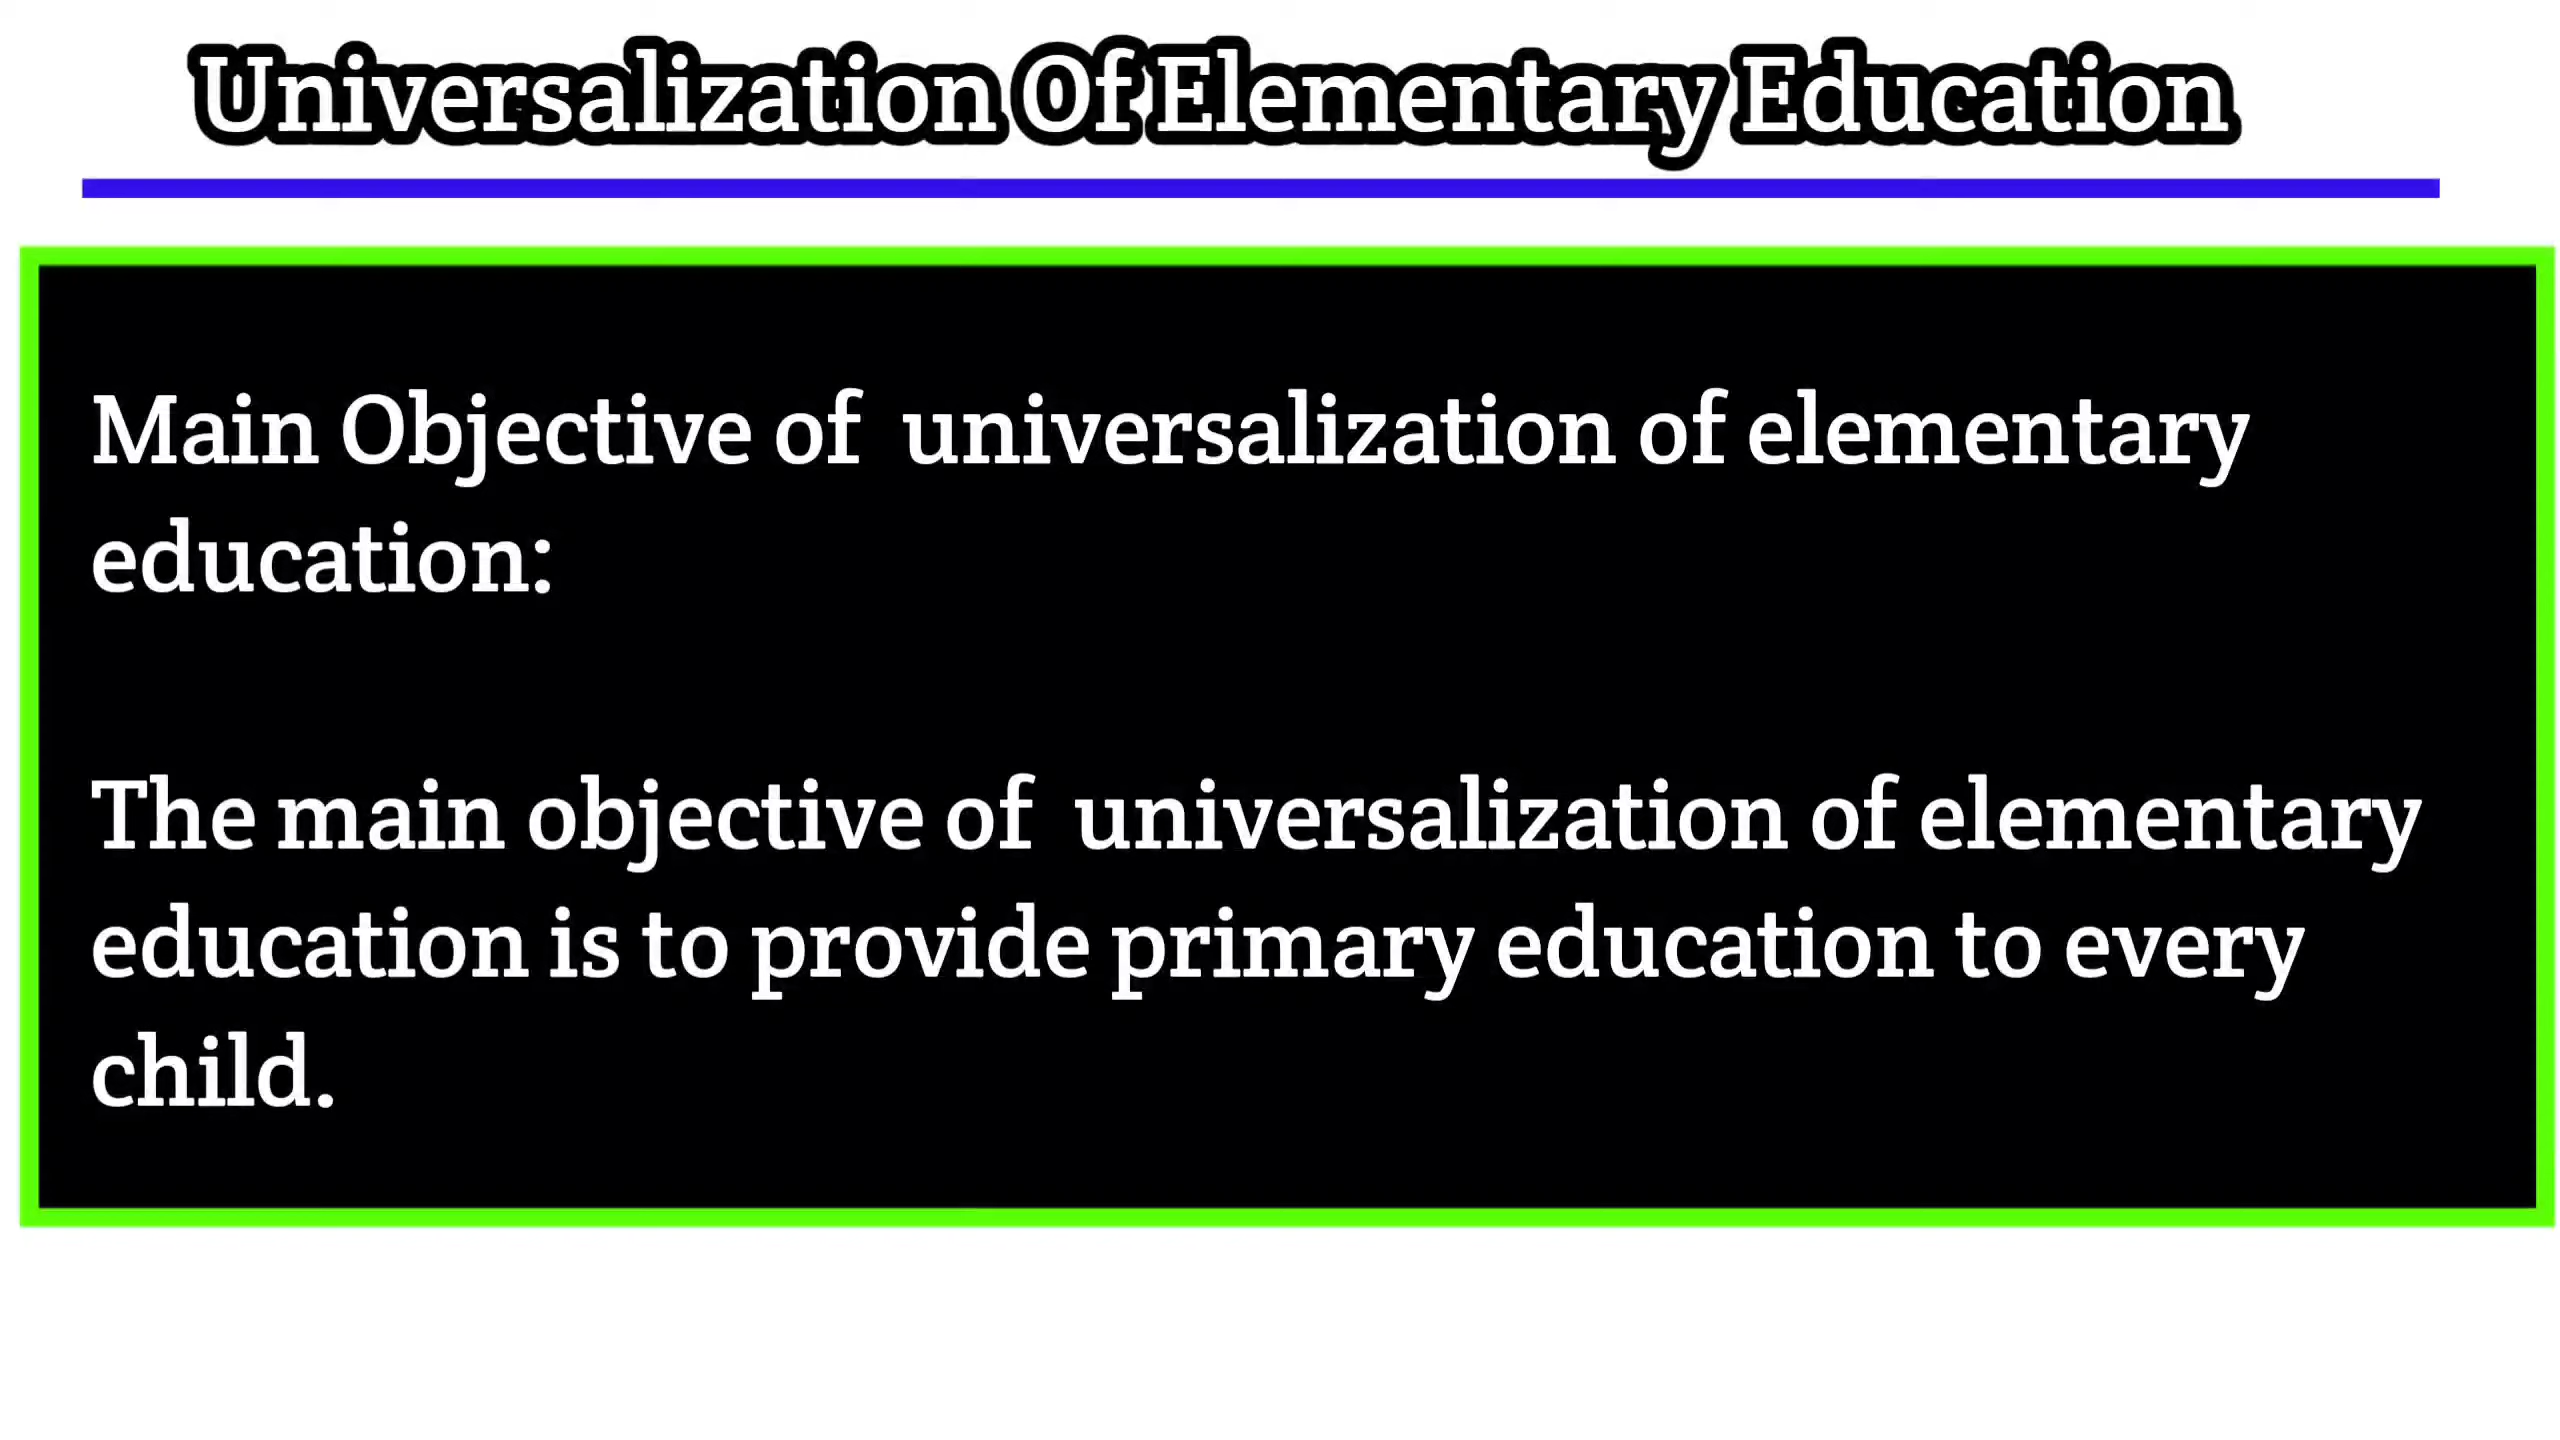 Universalization Of Elementary Education
Main Objective of  universalization of elementary
education:
The main objective of  universalization of elementary
education is to provide primary education to every
child.